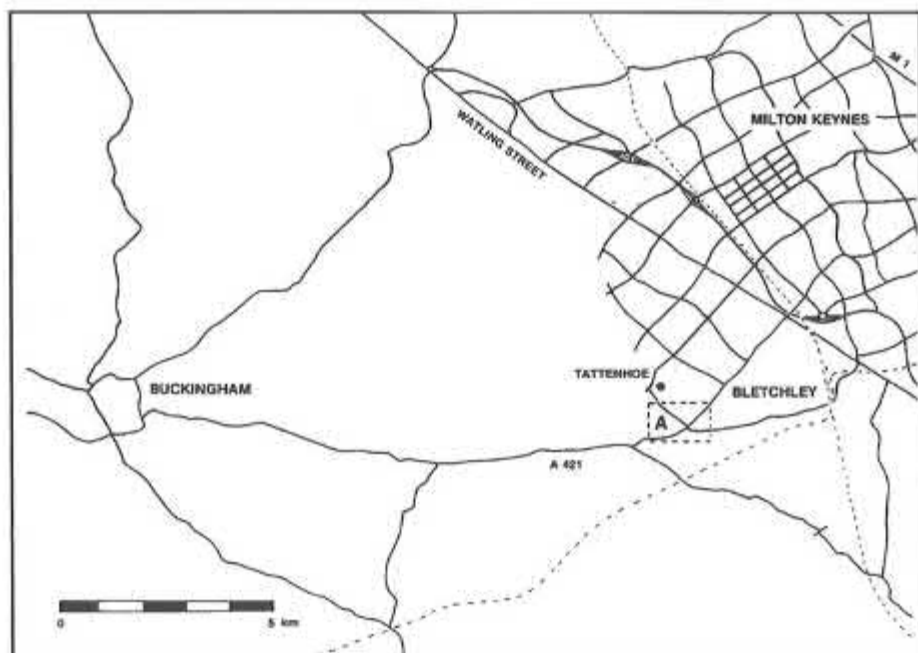 M 1
MILTON KEYNES
WATLING STREET
TATTENHOE
BUCKINGHAM
BLETCHLEY
A
A 421
0
5 km